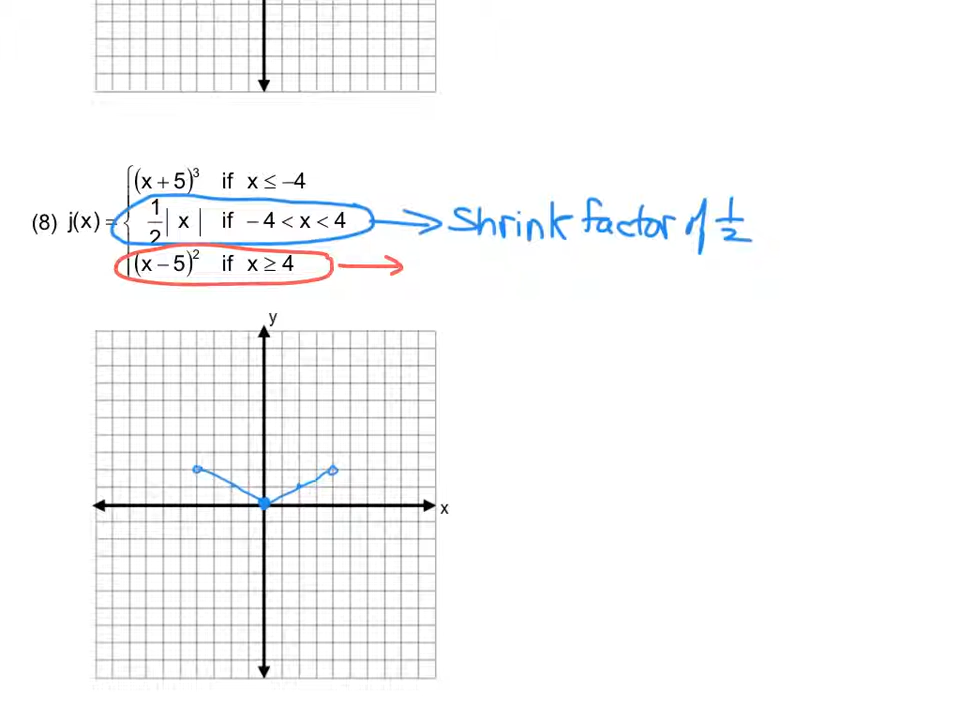 (x + 5)³ if x ≤ –4
(8) j(x) = 1/2 | x | if – 4 < x < 4 Shrink factor of 1/2
(x – 5)² if x ≥ 4
y
x